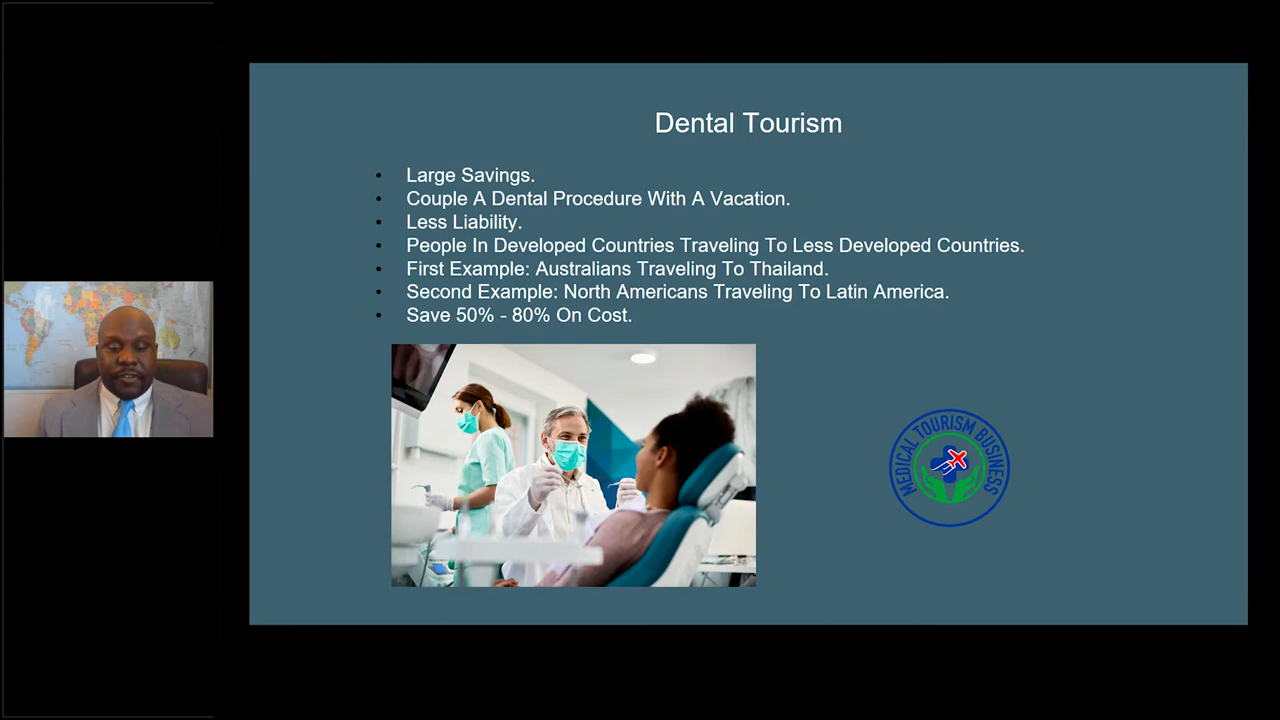 Dental Tourism
• Large Savings.
• Couple A Dental Procedure With A Vacation.
• Less Liability.
• People In Developed Countries Traveling To Less Developed Countries.
• First Example: Australians Traveling To Thailand.
• Second Example: North Americans Traveling To Latin America.
• Save 50% - 80% On Cost.
MEDICAL TOURISM BUSINESS